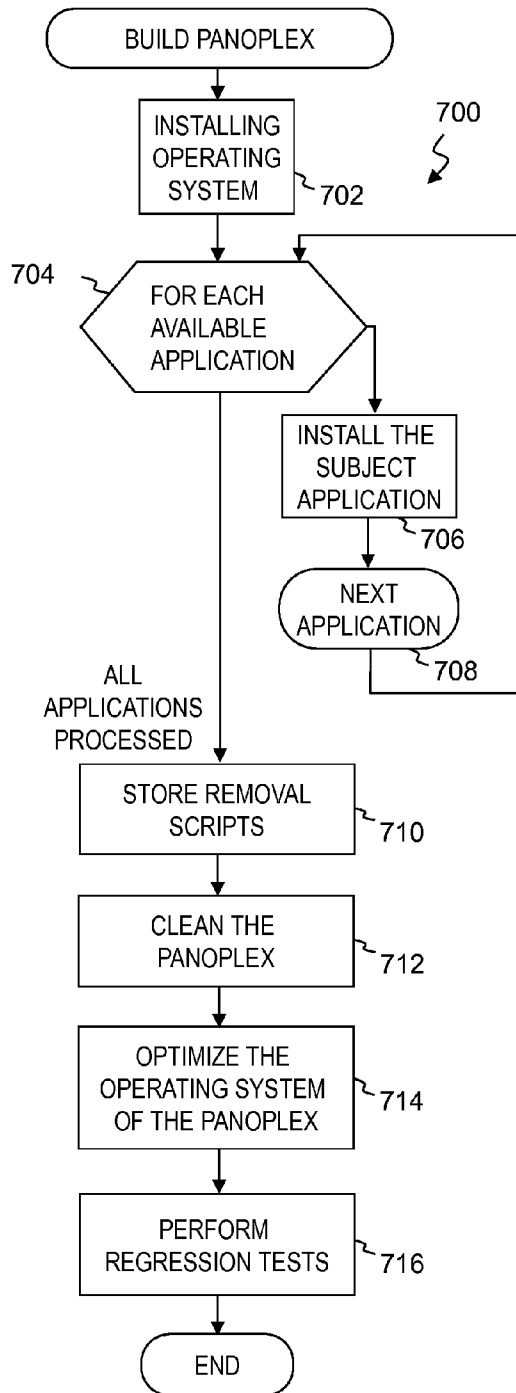 BUILD PANOPLEX
INSTALLING
OPERATING
SYSTEM
702
700
704
FOR EACH
AVAILABLE
APPLICATION
INSTALL THE
SUBJECT
APPLICATION
706
NEXT
APPLICATION
708
ALL
APPLICATIONS
PROCESSED
STORE REMOVAL
SCRIPTS
710
CLEAN THE
PANOPLEX
712
OPTIMIZE THE
OPERATING SYSTEM
OF THE PANOPLEX
714
PERFORM
REGRESSION TESTS
716
END